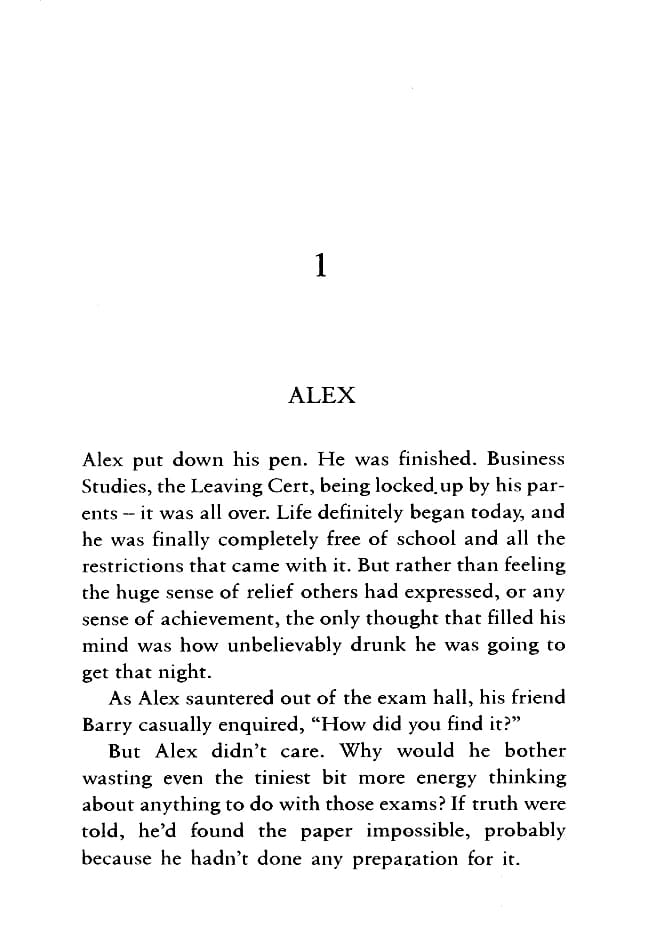 1
ALEX
Alex put down his pen. He was finished. Business
Studies, the Leaving Cert, being locked up by his par-
ents – it was all over. Life definitely began today, and
he was finally completely free of school and all the
restrictions that came with it. But rather than feeling
the huge sense of relief others had expressed, or any
sense of achievement, the only thought that filled his
mind was how unbelievably drunk he was going to
get that night.
As Alex sauntered out of the exam hall, his friend
Barry casually enquired, “How did you find it?”
But Alex didn’t care. Why would he bother
wasting even the tiniest bit more energy thinking
about anything to do with those exams? If truth were
told, he’d found the paper impossible, probably
because he hadn’t done any preparation for it.